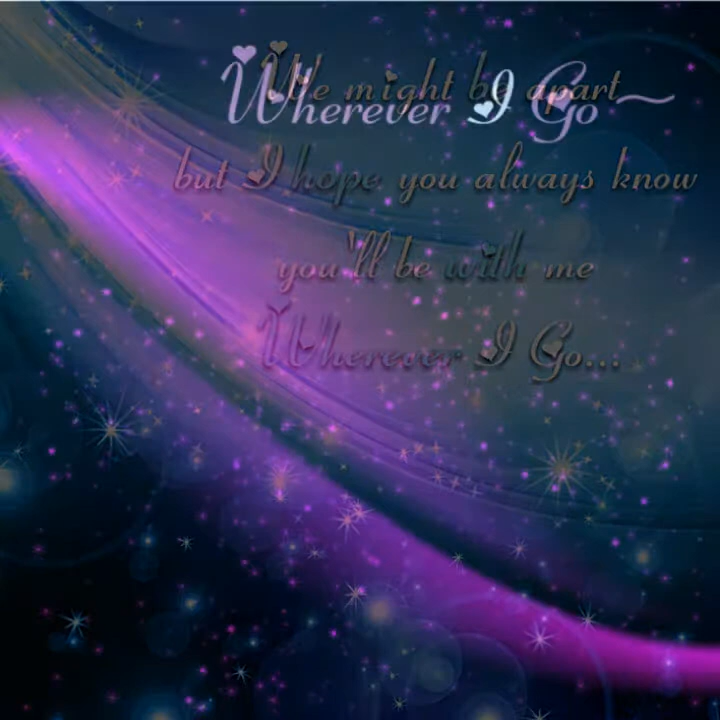 We might be apart
Wherever I Go ~
but I hope you always know
you'll be with me
Wherever I Go...